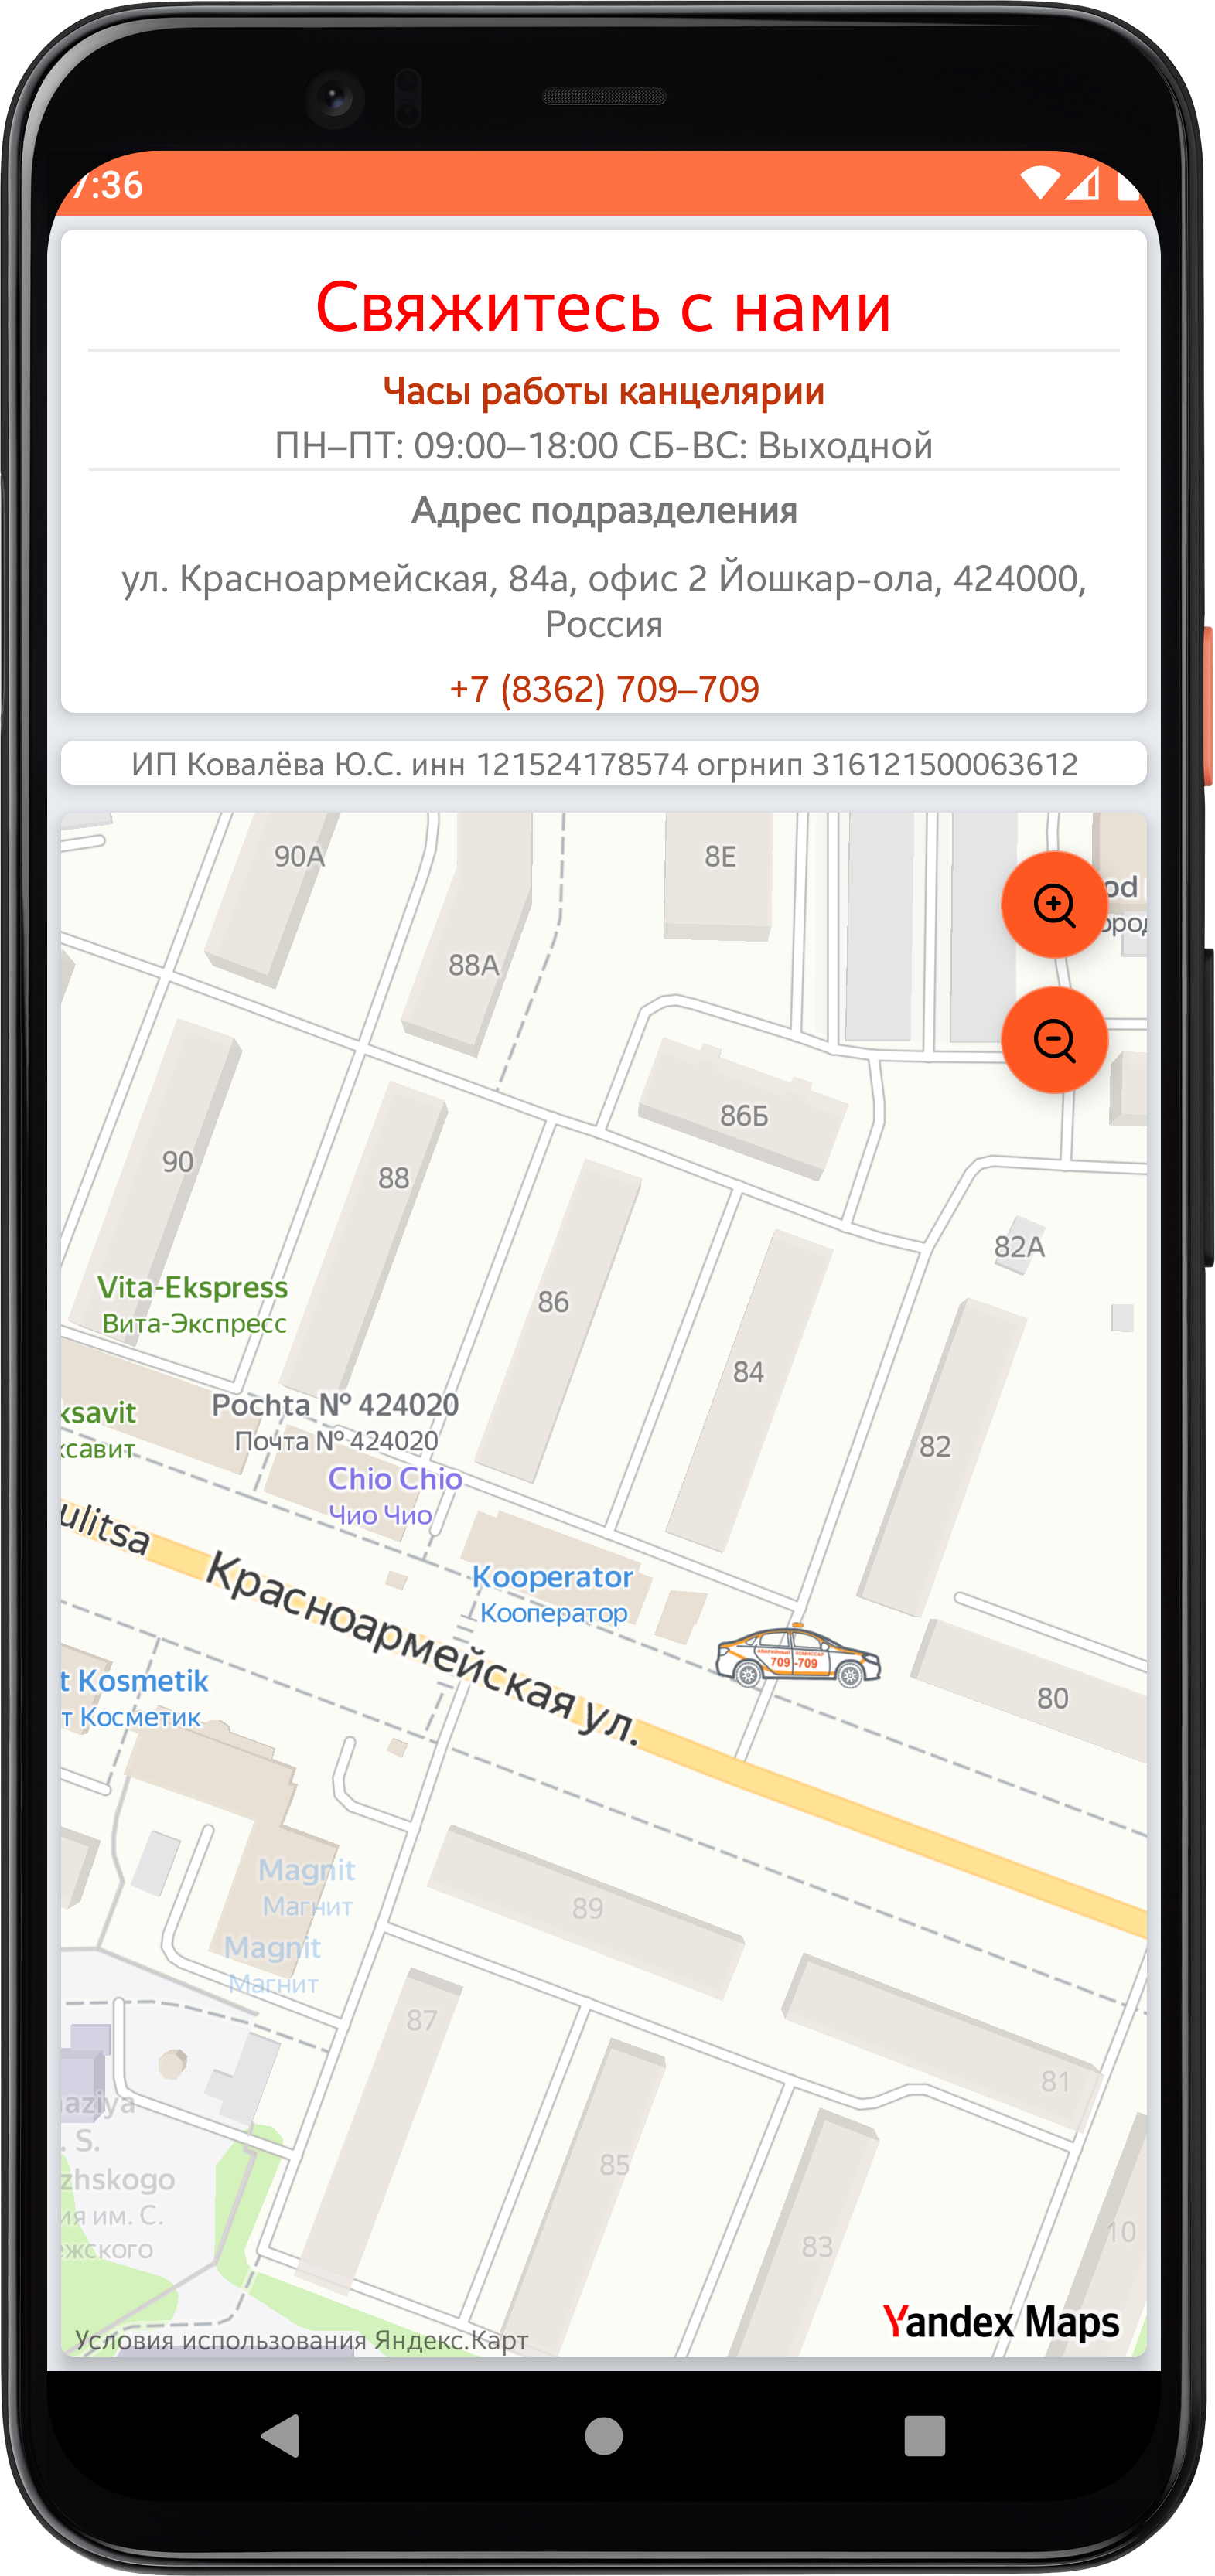 7:36
Свяжитесь с нами
Часы работы канцелярии
ПН–ПТ: 09:00–18:00 СБ-ВС: Выходной
Адрес подразделения
ул. Красноармейская, 84а, офис 2 Йошкар-ола, 424000,
Россия
+7 (8362) 709–709
ИП Ковалёва Ю.С. инн 121524178574 огрнип 316121500063612
90А
8Е
od
ород
88А
86Б
90
88
82А
Vita-Ekspress
Вита-Экспресс
86
84
82
ksavit
ксавит
Pochta № 424020
Почта № 424020
Chio Chio
Чио Чио
ulitsa
Красноармейская ул.
Kooperator
Кооператор
АВАРИЙНЫЙ КОМИССАР
709-709
t Kosmetik
т Косметик
80
Magnit
Магнит
89
Magnit
Магнит
87
81
aziya
. S.
zhskogo
ия им. С.
ежского
85
83
10
Yandex Maps
Условия использования Яндекс.Карт